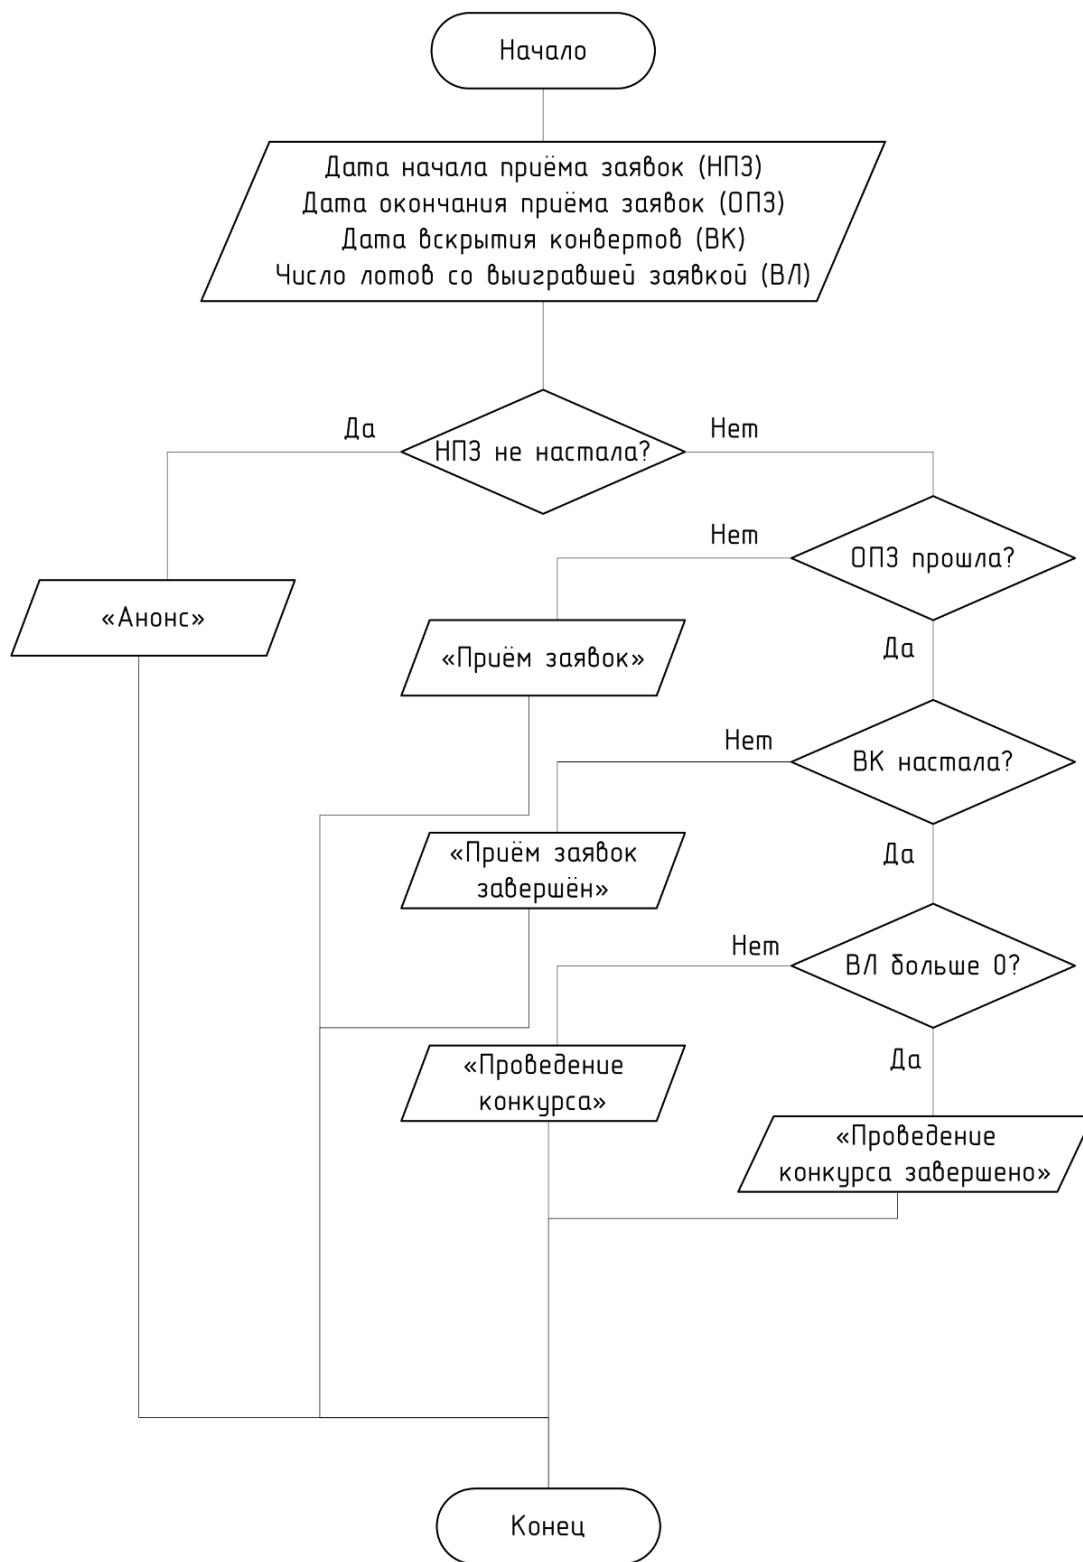 Начало
Дата начала приёма заявок (НПЗ)
Дата окончания приёма заявок (ОПЗ)
Дата вскрытия конвертов (ВК)
Число лотов со выигравшей заявкой (ВЛ)
Да
НПЗ не настала?
Нет
Нет
ОПЗ прошла?
«Анонс»
«Приём заявок»
Да
Нет
ВК настала?
«Приём заявок
завершён»
Да
Нет
ВЛ больше 0?
«Проведение
конкурса»
Да
«Проведение
конкурса завершено»
Конец